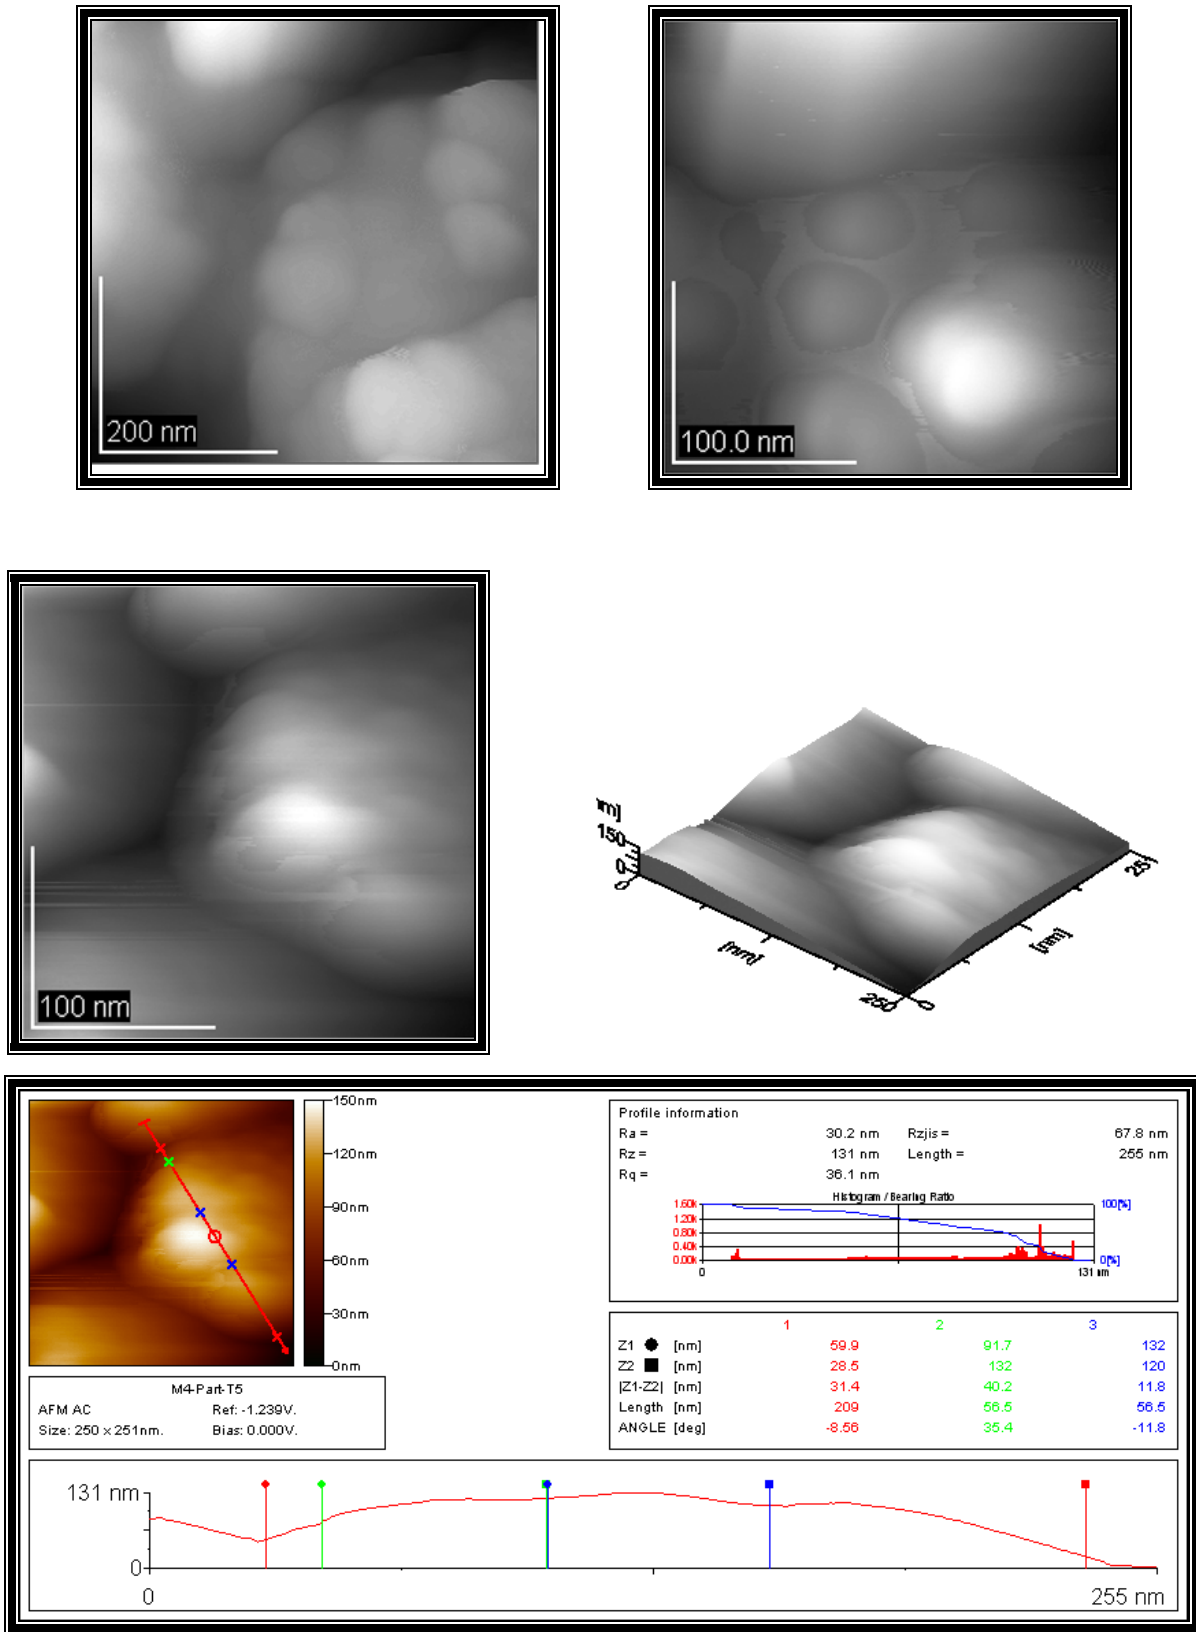 200 nm
100.0 nm
100 nm
nm]
150
0
0
[nm]
250
0
[nm]
25
150nm
120nm
90nm
60nm
30nm
0nm
M4-Part-T5
AFM AC Ref: -1.239V.
Size: 250 x 251nm. Bias: 0.000V.
Profile information
Ra = 30.2 nm Rzjis = 67.8 nm
Rz = 131 nm Length = 255 nm
Rq = 36.1 nm
Histogram / Bearing Ratio
1.60k 100[%]
1.20k
0.80k
0.40k
0.00k 0[%]
0 131 nm
1 2 3
Z1 [nm] 59.9 91.7 132
Z2 [nm] 28.5 132 120
|Z1-Z2| [nm] 31.4 40.2 11.8
Length [nm] 209 56.5 56.5
ANGLE [deg] -8.56 35.4 -11.8
131 nm
0
0 255 nm